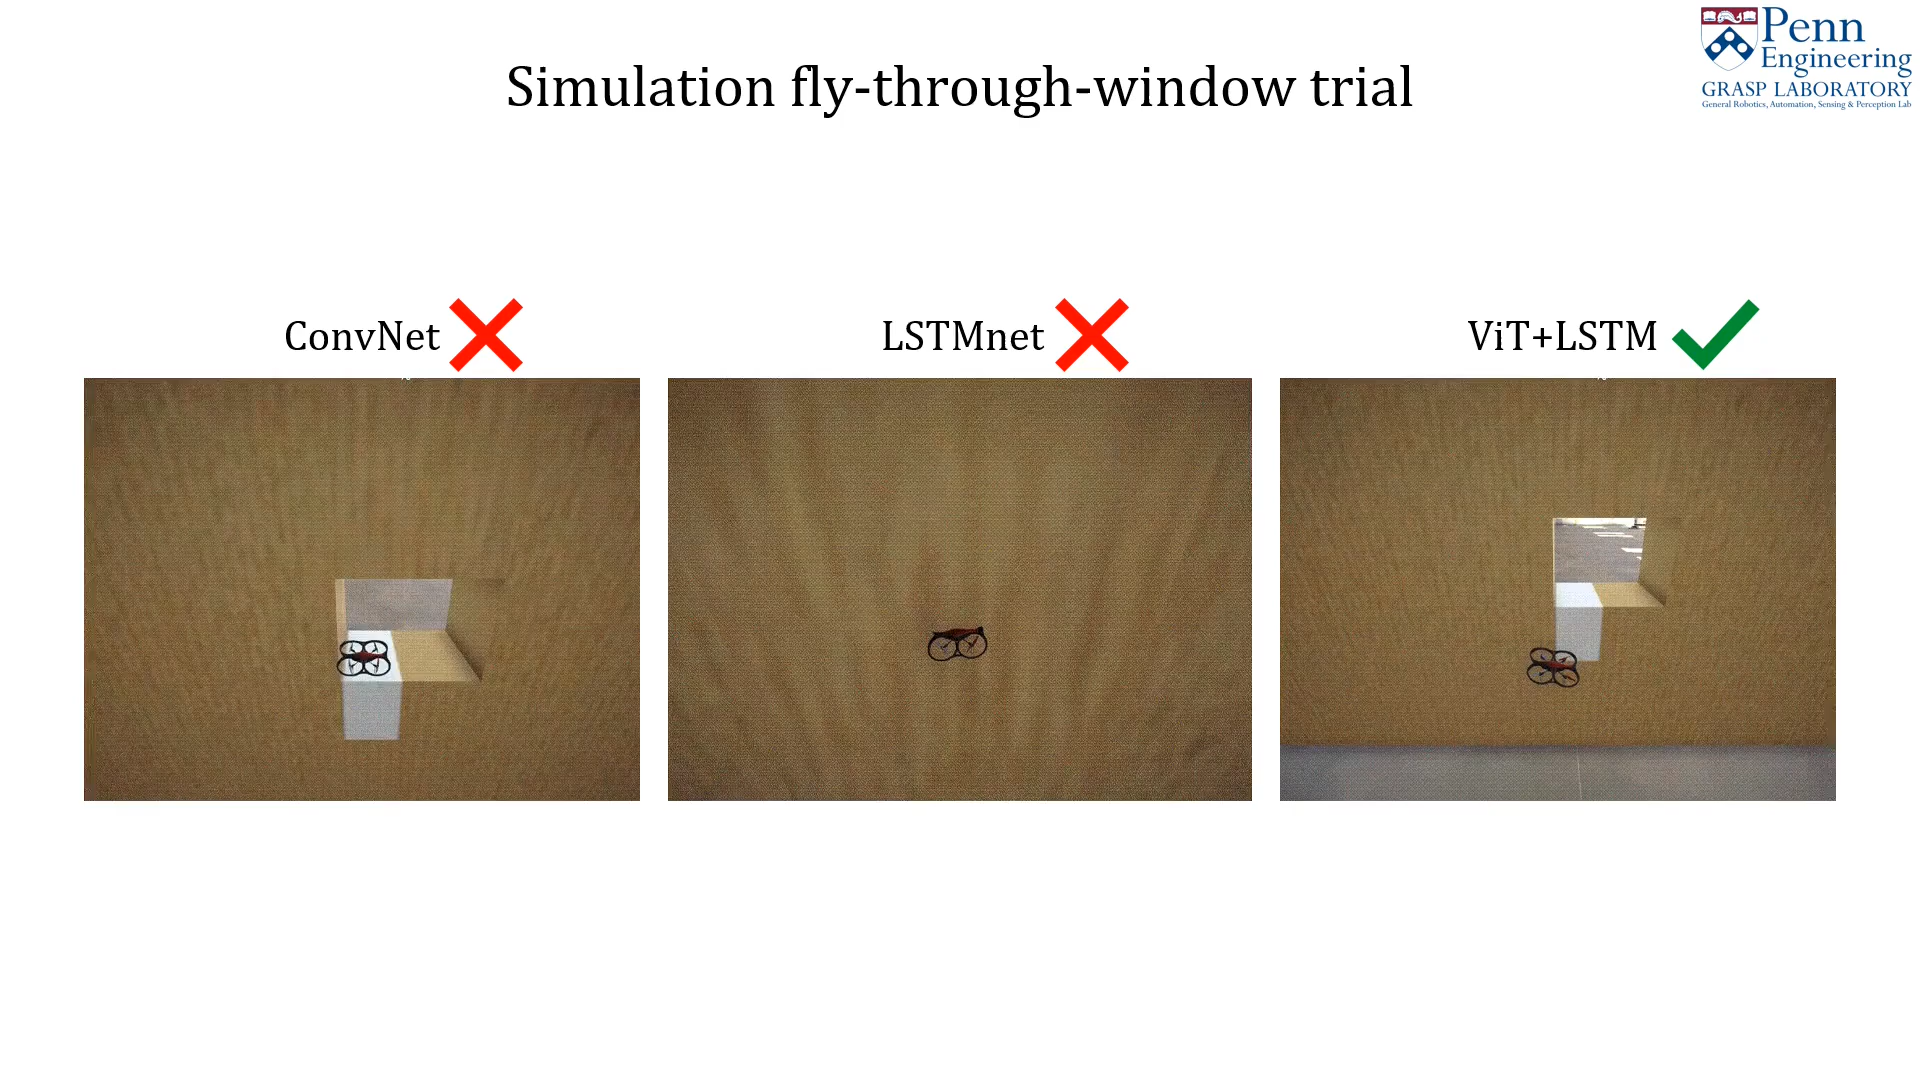 Simulation fly-through-window trial
Penn
Engineering
GRASP LABORATORY
General Robotics, Automation, Sensing & Perception Lab
ConvNet
LSTMnet
ViT+LSTM